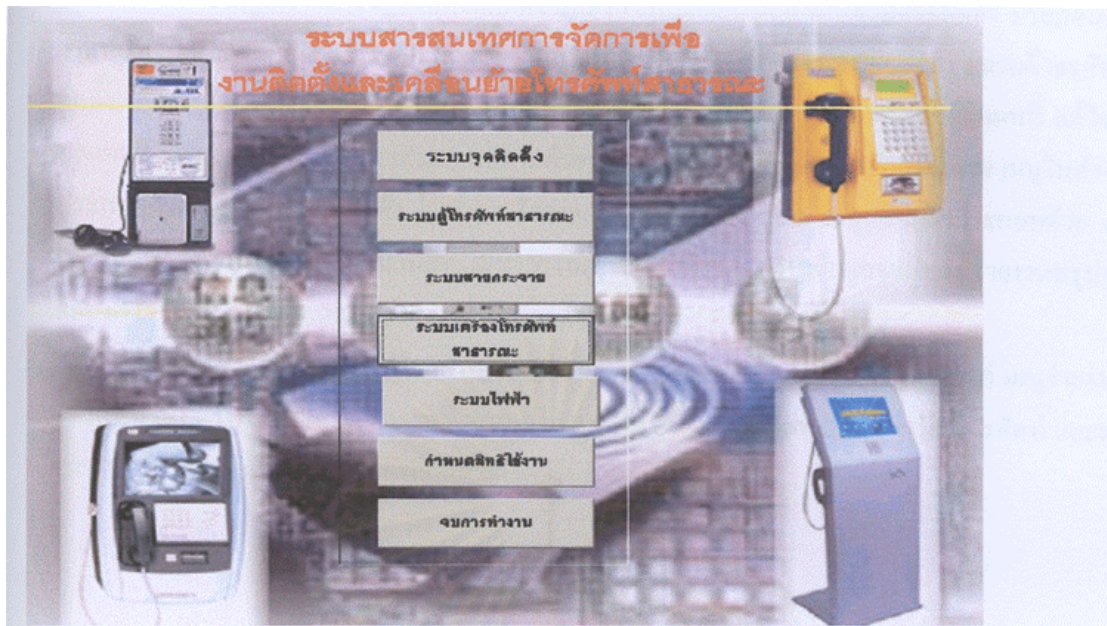 ระบบสารสนเทศการจัดการเพื่อ
งานติดตั้งและเคลื่อนย้ายโทรศัพท์สาธารณะ
ระบบจุดติดตั้ง
ระบบตู้โทรศัพท์สาธารณะ
ระบบสายกระจาย
ระบบเครื่องโทรศัพท์
สาธารณะ
ระบบไฟฟ้า
กำหนดสิทธิใช้งาน
จบการทำงาน